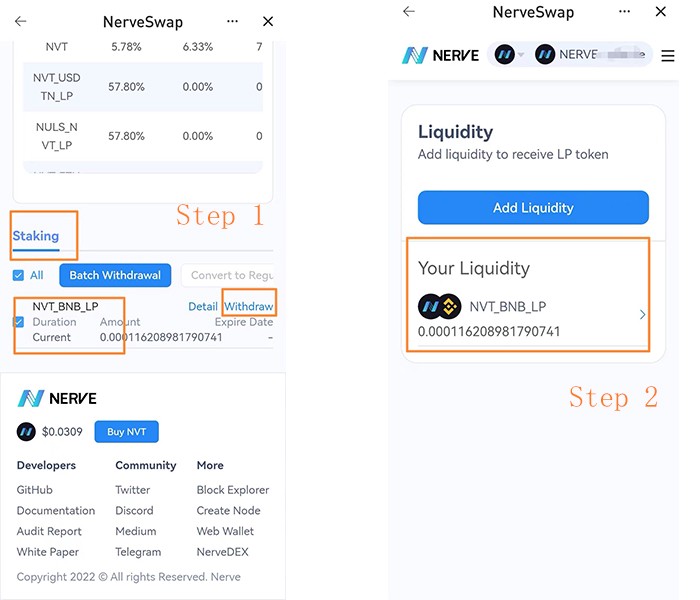 NerveSwap
NVT 5.78% 6.33% 7
NVT_USD
TN_LP 57.80% 0.00% 0
NULS_N
VT_LP 57.80% 0.00% 0
Step 1
Staking
All Batch Withdrawal Convert to Regu
NVT_BNB_LP Detail Withdraw
Duration Amount Expire Date
Current 0.000116208981790741 –
NERVE
$0.0309 Buy NVT
Developers Community More
GitHub Twitter Block Explorer
Documentation Discord Create Node
Audit Report Medium Web Wallet
White Paper Telegram NerveDEX
Copyright 2022 © All rights Reserved. Nerve
NerveSwap
NERVE NERVE
Liquidity
Add liquidity to receive LP token
Add Liquidity
Your Liquidity
NVT_BNB_LP
0.000116208981790741
Step 2